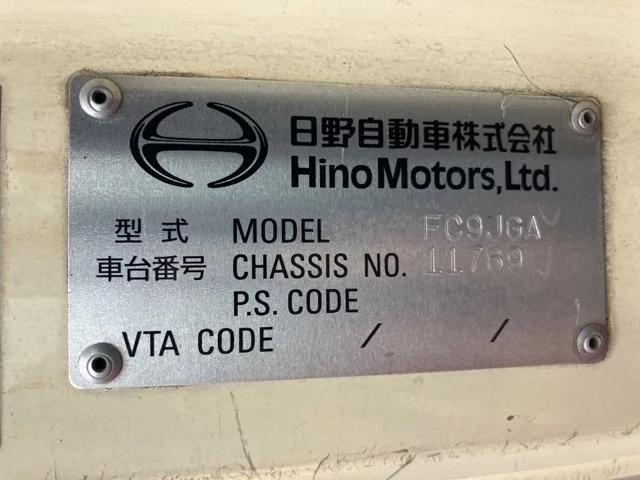 日野自動車株式会社
Hino Motors, Ltd.
型式 MODEL FC9JGA
車台番号 CHASSIS NO. 11769
P.S. CODE
VTA CODE / /